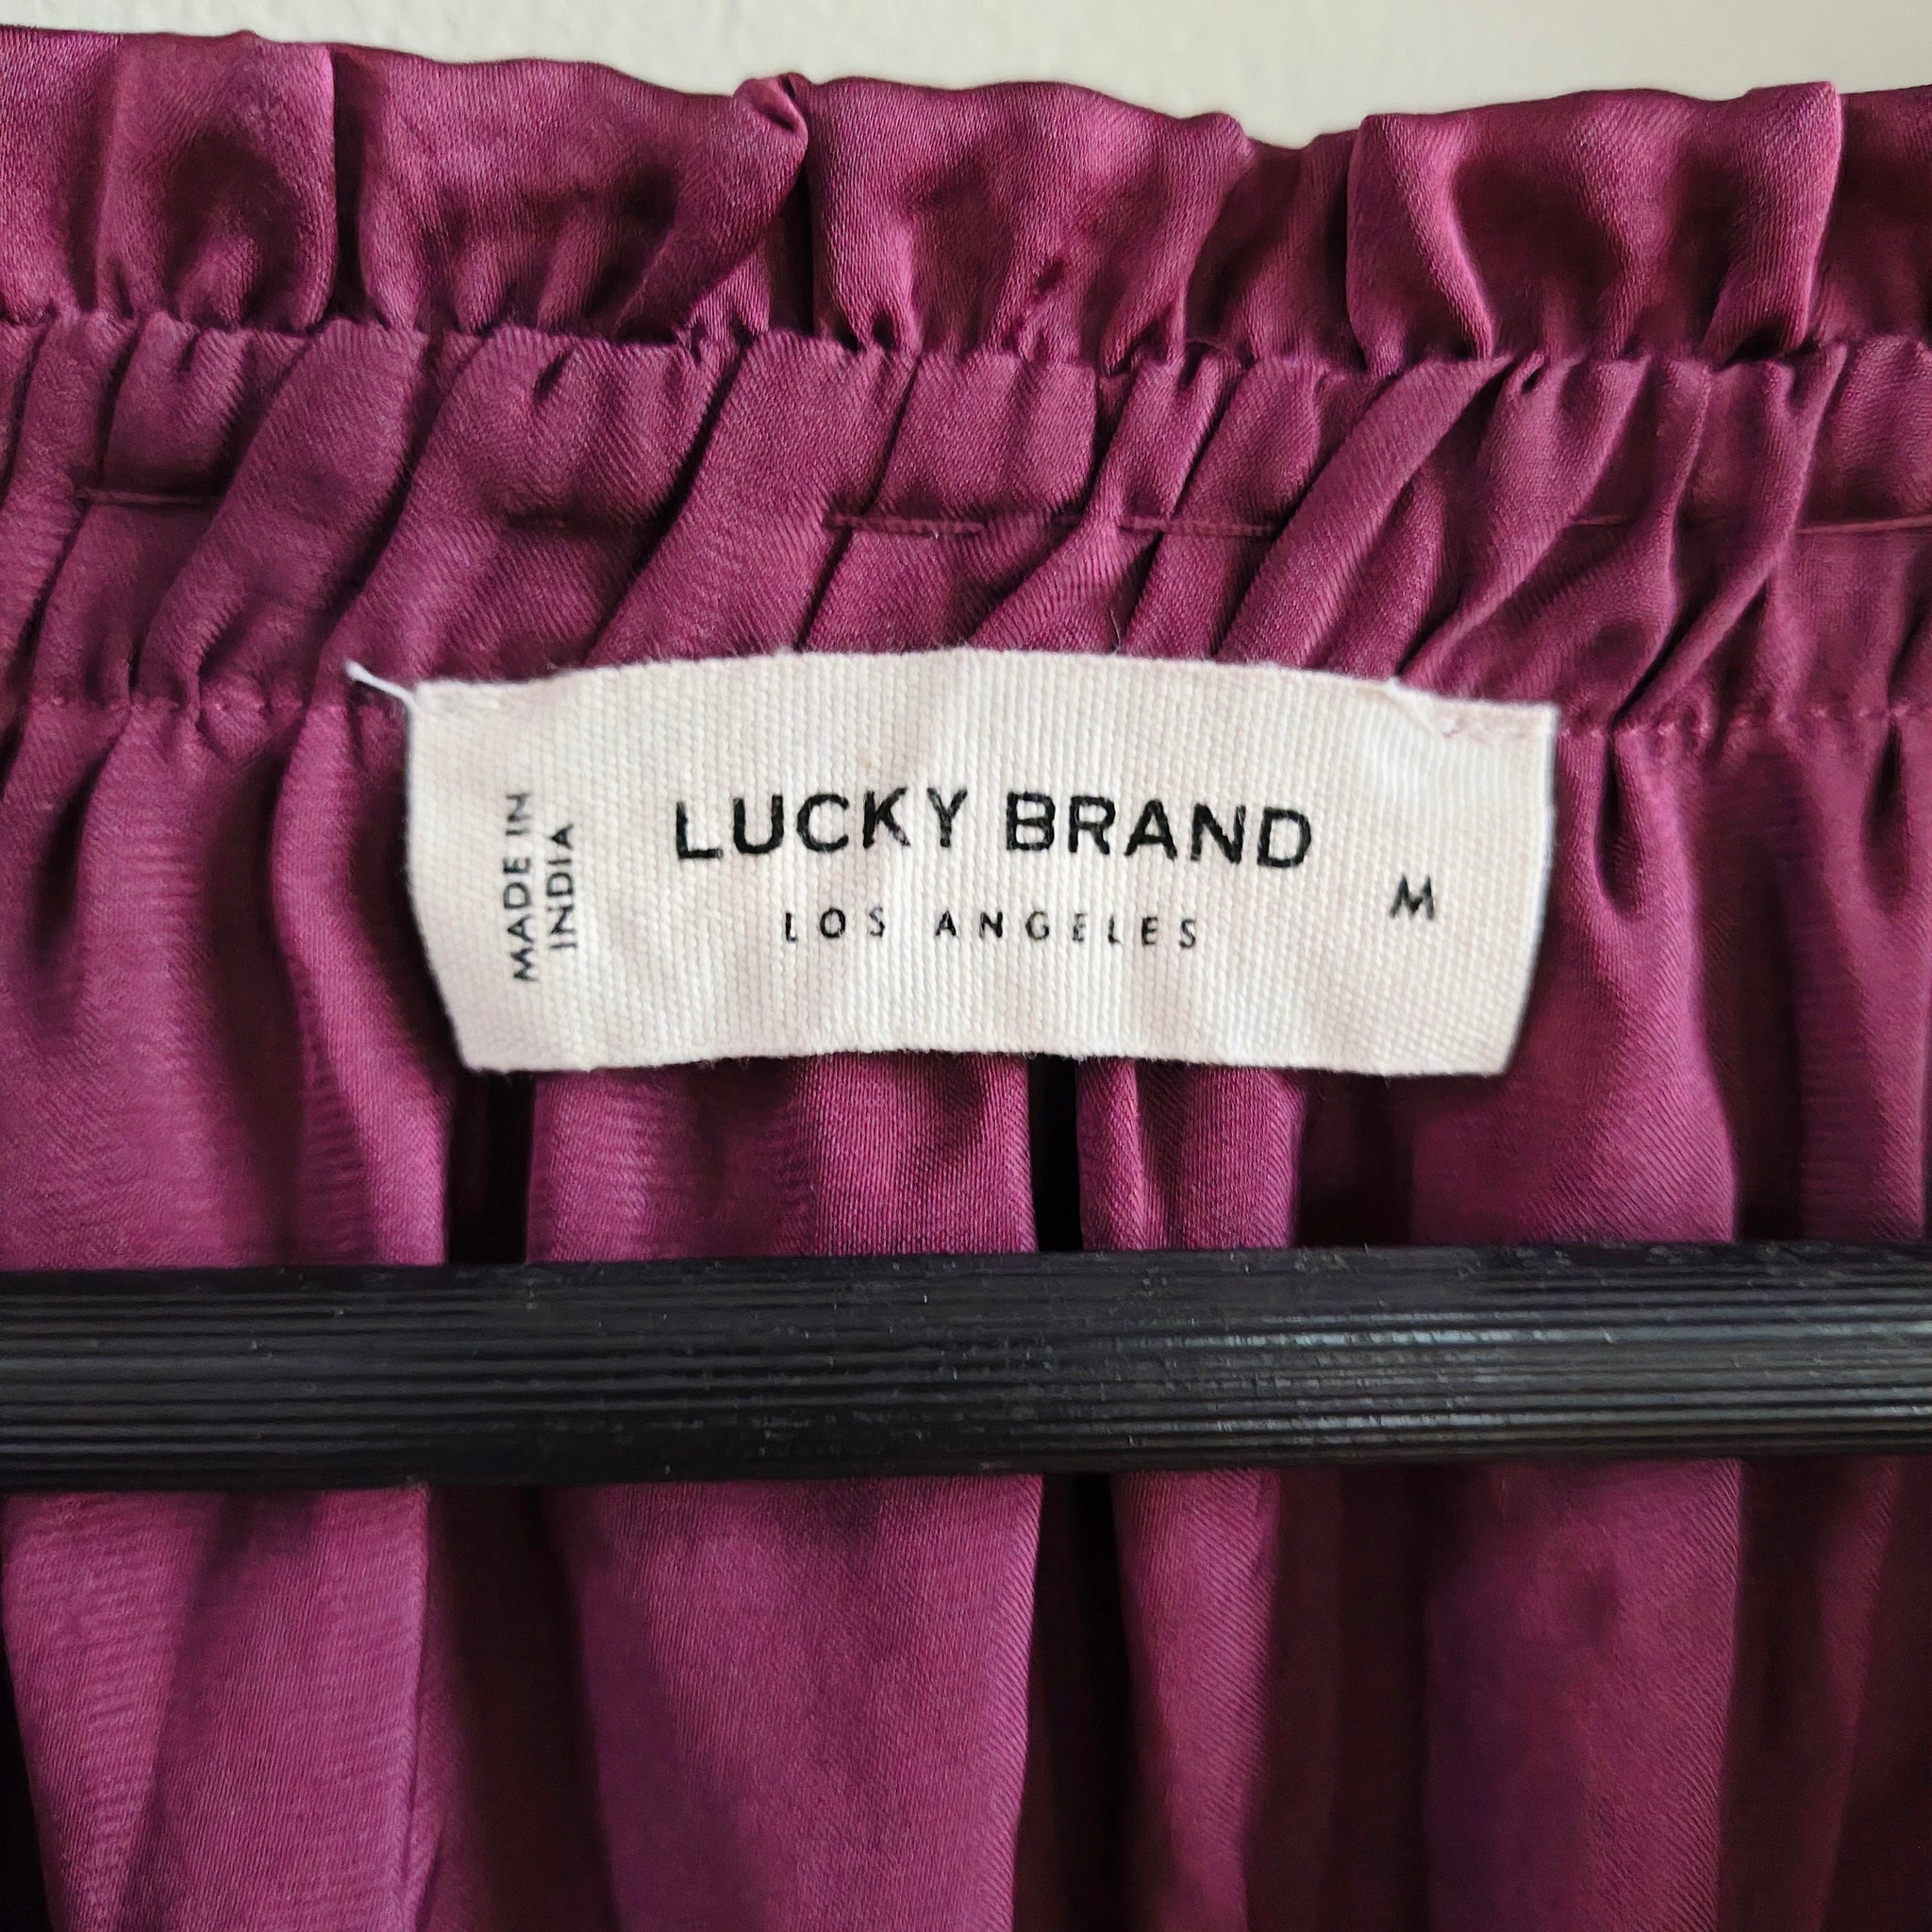 MADE IN
INDIA
LUCKY BRAND
LOS ANGELES
M